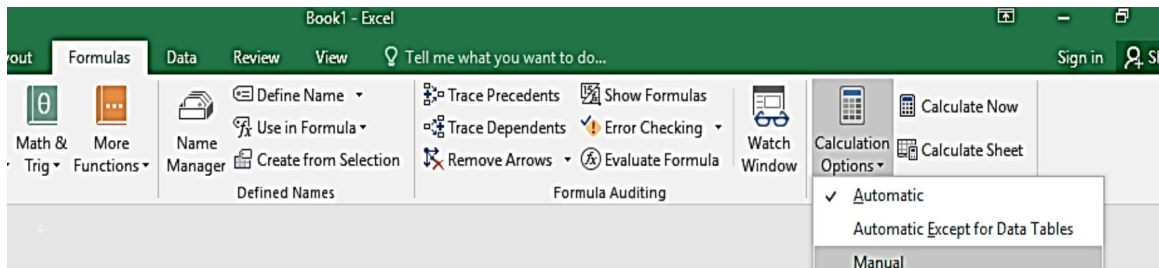 Book1 - Excel
Formulas Data Review View Tell me what you want to do... Sign in
Math & Trig
More Functions
Name Manager
Define Name
Use in Formula
Create from Selection
Defined Names
Trace Precedents
Trace Dependents
Remove Arrows
Show Formulas
Error Checking
Evaluate Formula
Formula Auditing
Watch Window
Calculation Options
Calculate Now
Calculate Sheet
Automatic
Automatic Except for Data Tables
Manual